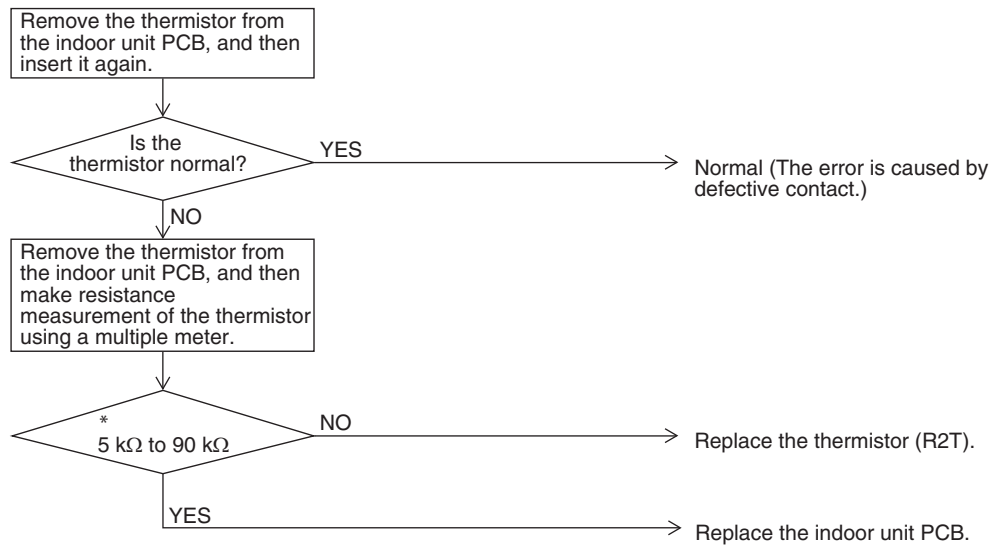 Remove the thermistor from
the indoor unit PCB, and then
insert it again.
Is the
thermistor normal?
YES
Normal (The error is caused by
defective contact.)
NO
Remove the thermistor from
the indoor unit PCB, and then
make resistance
measurement of the thermistor
using a multiple meter.
*
5 kΩ to 90 kΩ
NO
Replace the thermistor (R2T).
YES
Replace the indoor unit PCB.